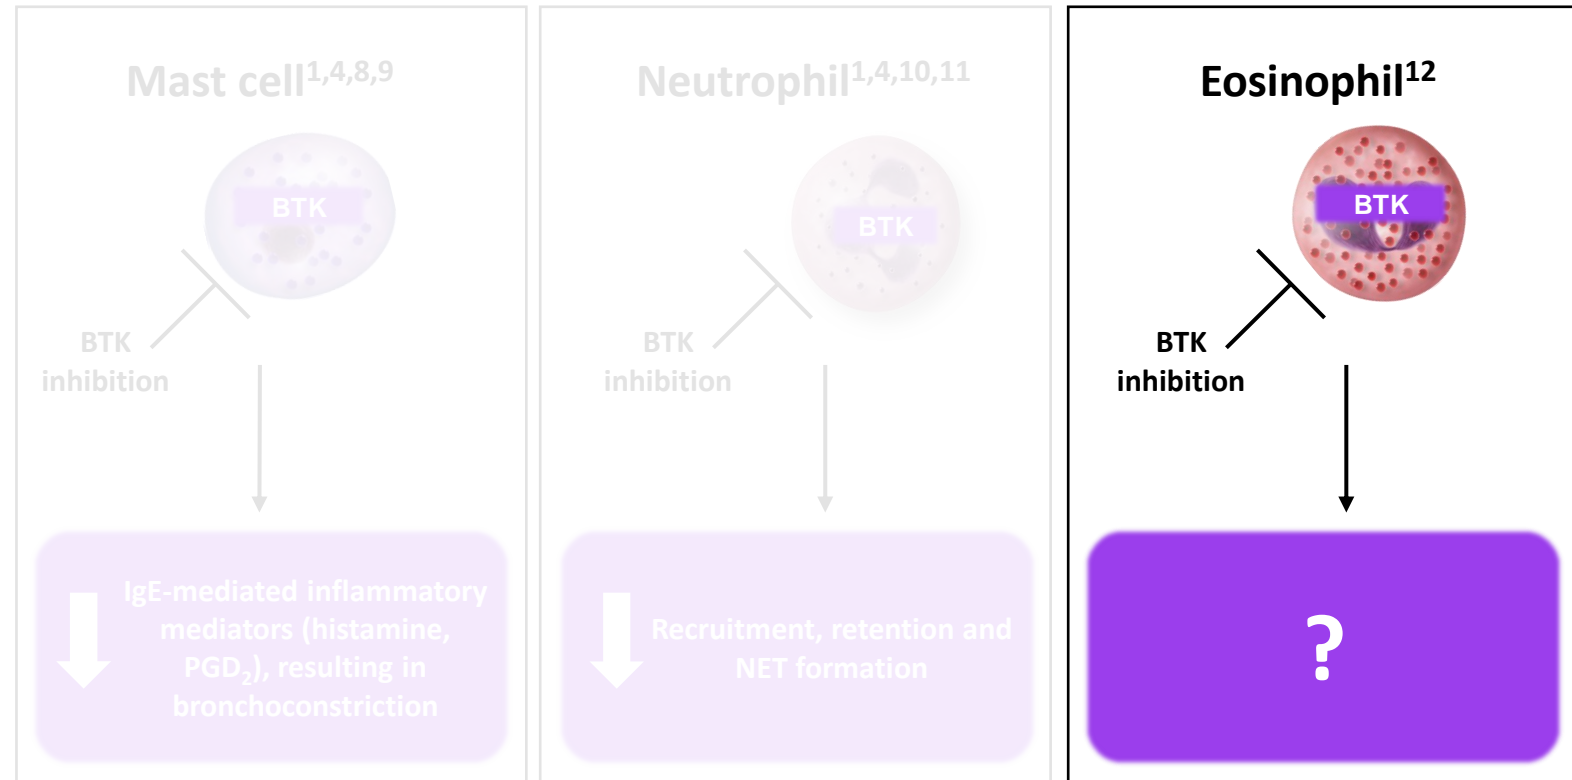 Mast cell1,4,8,9
BTK
BTK
inhibition
IgE-mediated inflammatory
mediators (histamine,
PGD2), resulting in
bronchoconstriction
Neutrophil1,4,10,11
BTK
BTK
inhibition
Recruitment, retention and
NET formation
Eosinophil12
BTK
BTK
inhibition
?